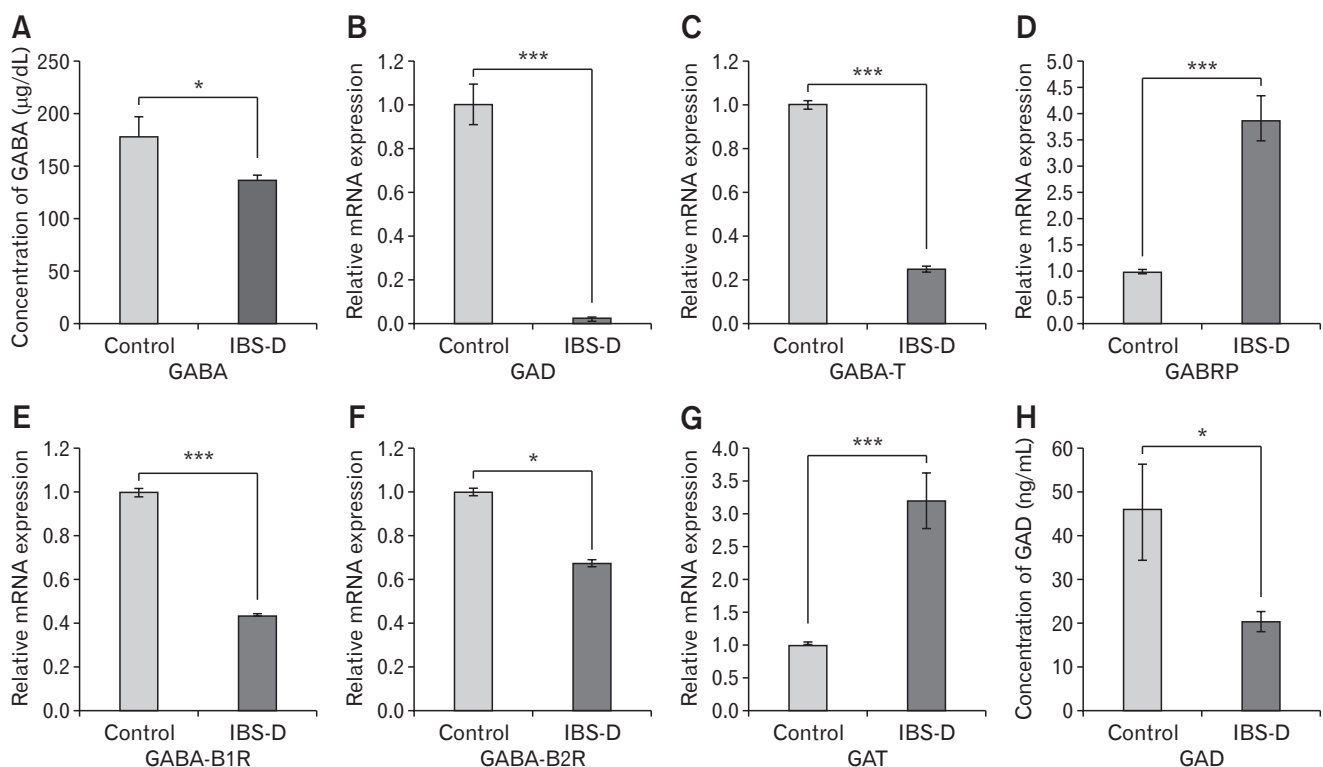 A
Concentration of GABA (μg/dL)
250
200
150
100
50
0
*
Control IBS-D
GABA
B
Relative mRNA expression
1.2
1.0
0.8
0.6
0.4
0.2
0.0
***
Control IBS-D
GAD
C
Relative mRNA expression
1.2
1.0
0.8
0.6
0.4
0.2
0.0
***
Control IBS-D
GABA-T
D
Relative mRNA expression
5.0
4.5
4.0
3.5
3.0
2.5
2.0
1.5
1.0
0.5
0.0
***
Control IBS-D
GABRP
E
Relative mRNA expression
1.2
1.0
0.8
0.6
0.4
0.2
0.0
***
Control IBS-D
GABA-B1R
F
Relative mRNA expression
1.2
1.0
0.8
0.6
0.4
0.2
0.0
*
Control IBS-D
GABA-B2R
G
Relative mRNA expression
4.0
3.5
3.0
2.5
2.0
1.5
1.0
0.5
0.0
***
Control IBS-D
GAT
H
Concentration of GAD (ng/mL)
60
50
40
30
20
10
0
*
Control IBS-D
GAD